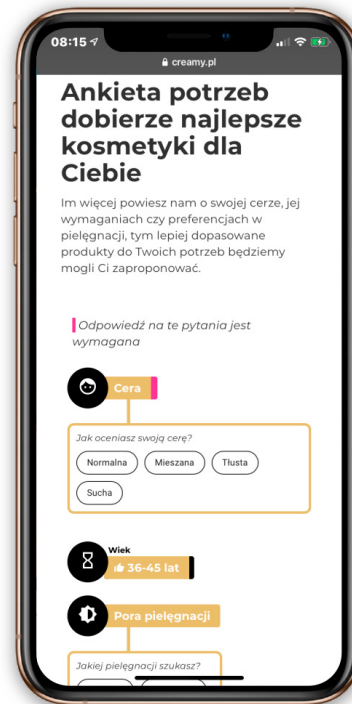 08:15
creamy.pl
Ankieta potrzeb
dobierze najlepsze
kosmetyki dla
Ciebie
Im więcej powiesz nam o swojej cerze, jej
wymaganiach czy preferencjach w
pielęgnacji, tym lepiej dopasowane
produkty do Twoich potrzeb będziemy
mogli Ci zaproponować.
Odpowiedź na te pytania jest
wymagana
Cera
Jak oceniasz swoją cerę?
Normalna Mieszana Tłusta
Sucha
Wiek
36-45 lat
Pora pielęgnacji
Jakiej pielęgnacji szukasz?